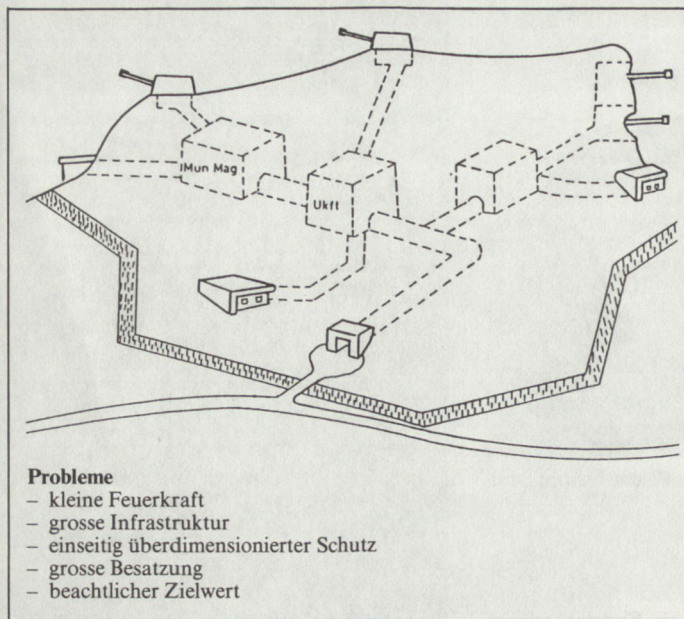 Mun Mag
Ukft
Probleme
– kleine Feuerkraft
– grosse Infrastruktur
– einseitig überdimensionierter Schutz
– grosse Besatzung
– beachtlicher Zielwert